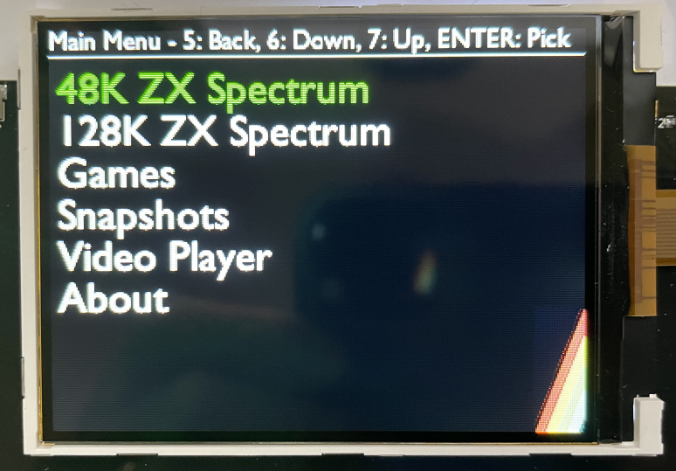 Main Menu - 5: Back, 6: Down, 7: Up, ENTER: Pick
48K ZX Spectrum
128K ZX Spectrum
Games
Snapshots
Video Player
About